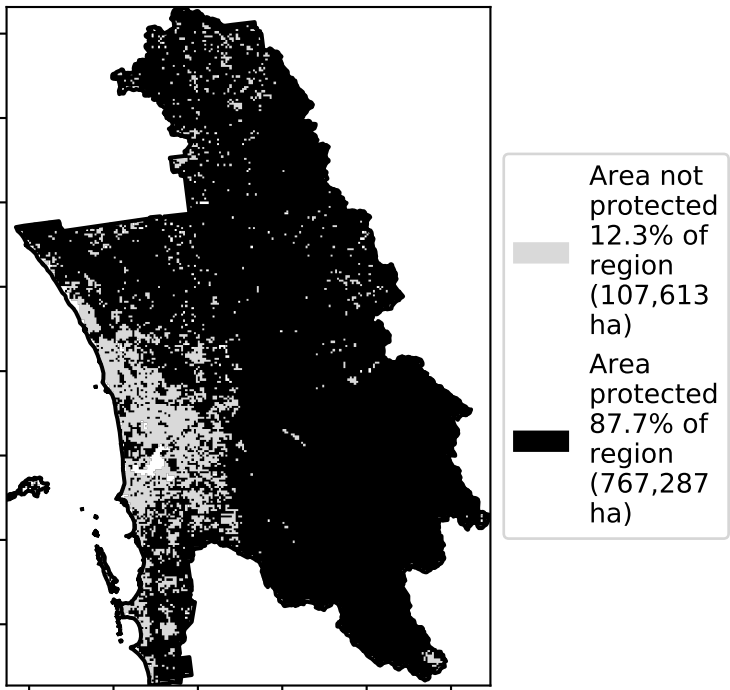 Area not
protected
12.3% of
region
(107,613
ha)
Area
protected
87.7% of
region
(767,287
ha)